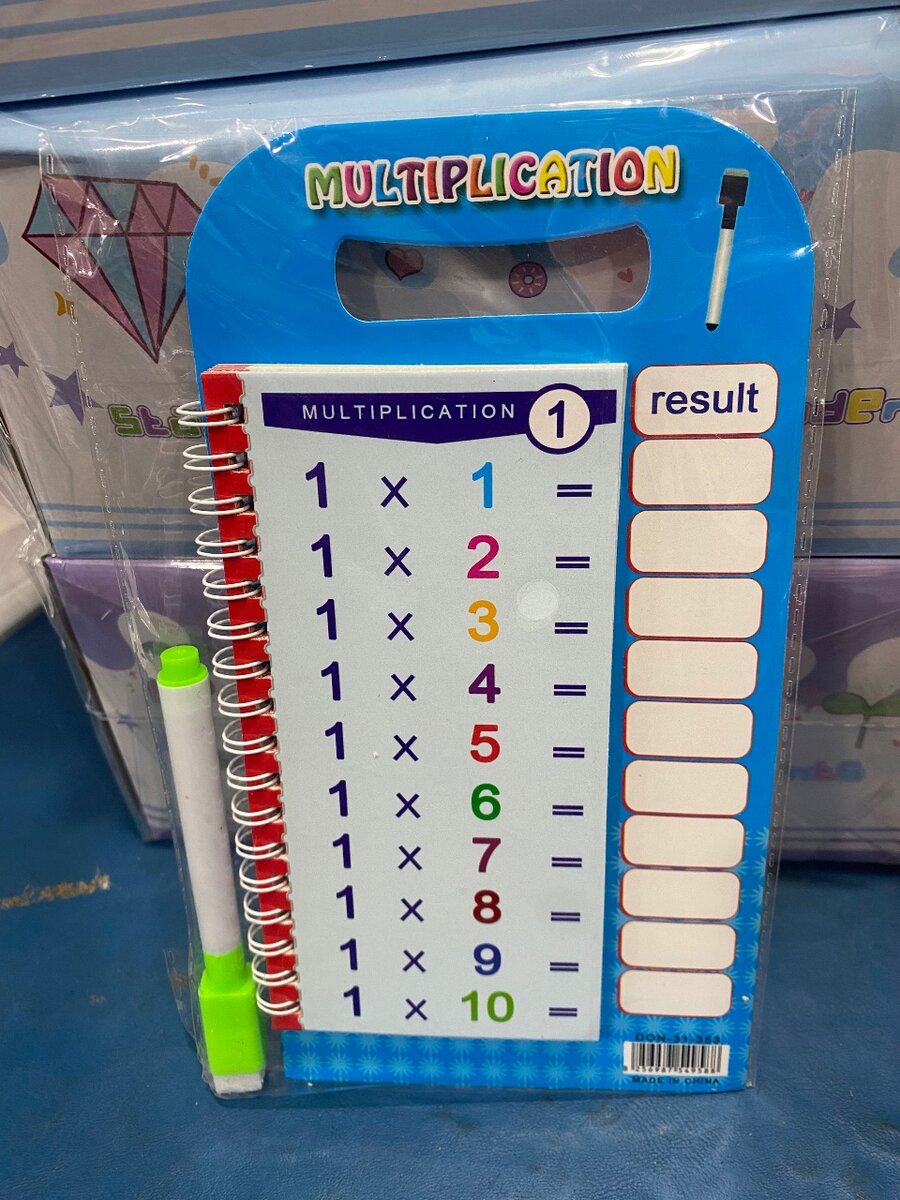 MULTIPLICATION
MULTIPLICATION 1
result
1 x 1 =
1 x 2 =
1 x 3 =
1 x 4 =
1 x 5 =
1 x 6 =
1 x 7 =
1 x 8 =
1 x 9 =
1 x 10 =
MADE IN CHINA